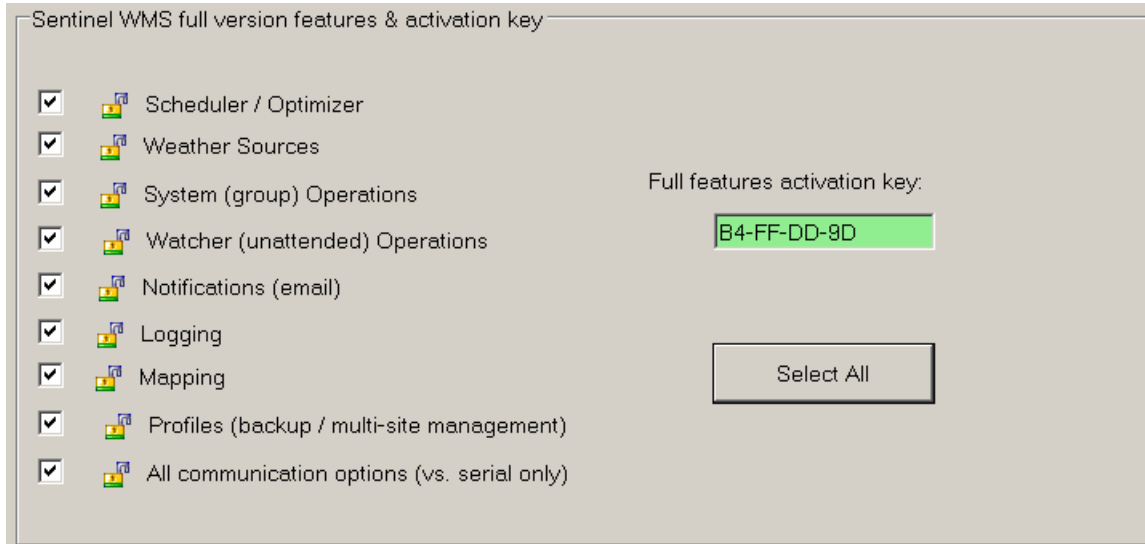 Sentinel WMS full version features & activation key
Scheduler / Optimizer
Weather Sources
System (group) Operations
Watcher (unattended) Operations
Notifications (email)
Logging
Mapping
Profiles (backup / multi-site management)
All communication options (vs. serial only)
Full features activation key:
B4-FF-DD-9D
Select All